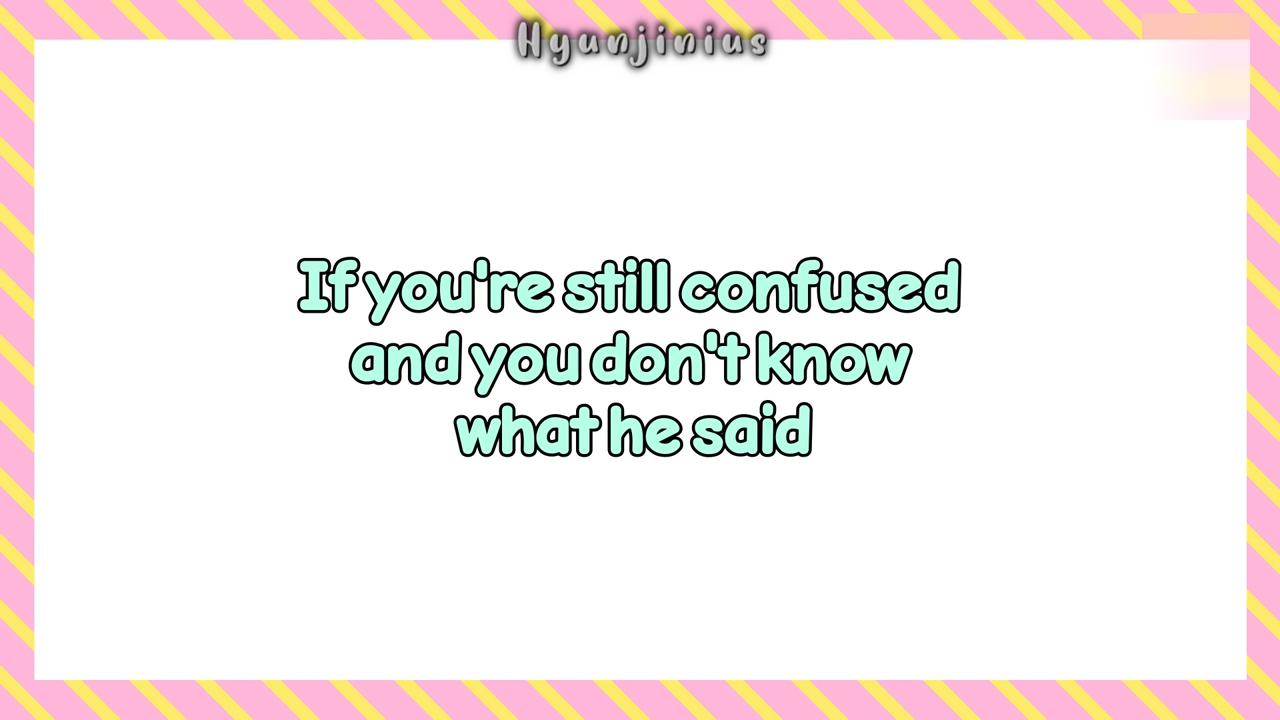 Hyunjinius
If you're still confused
and you don't know
what he said